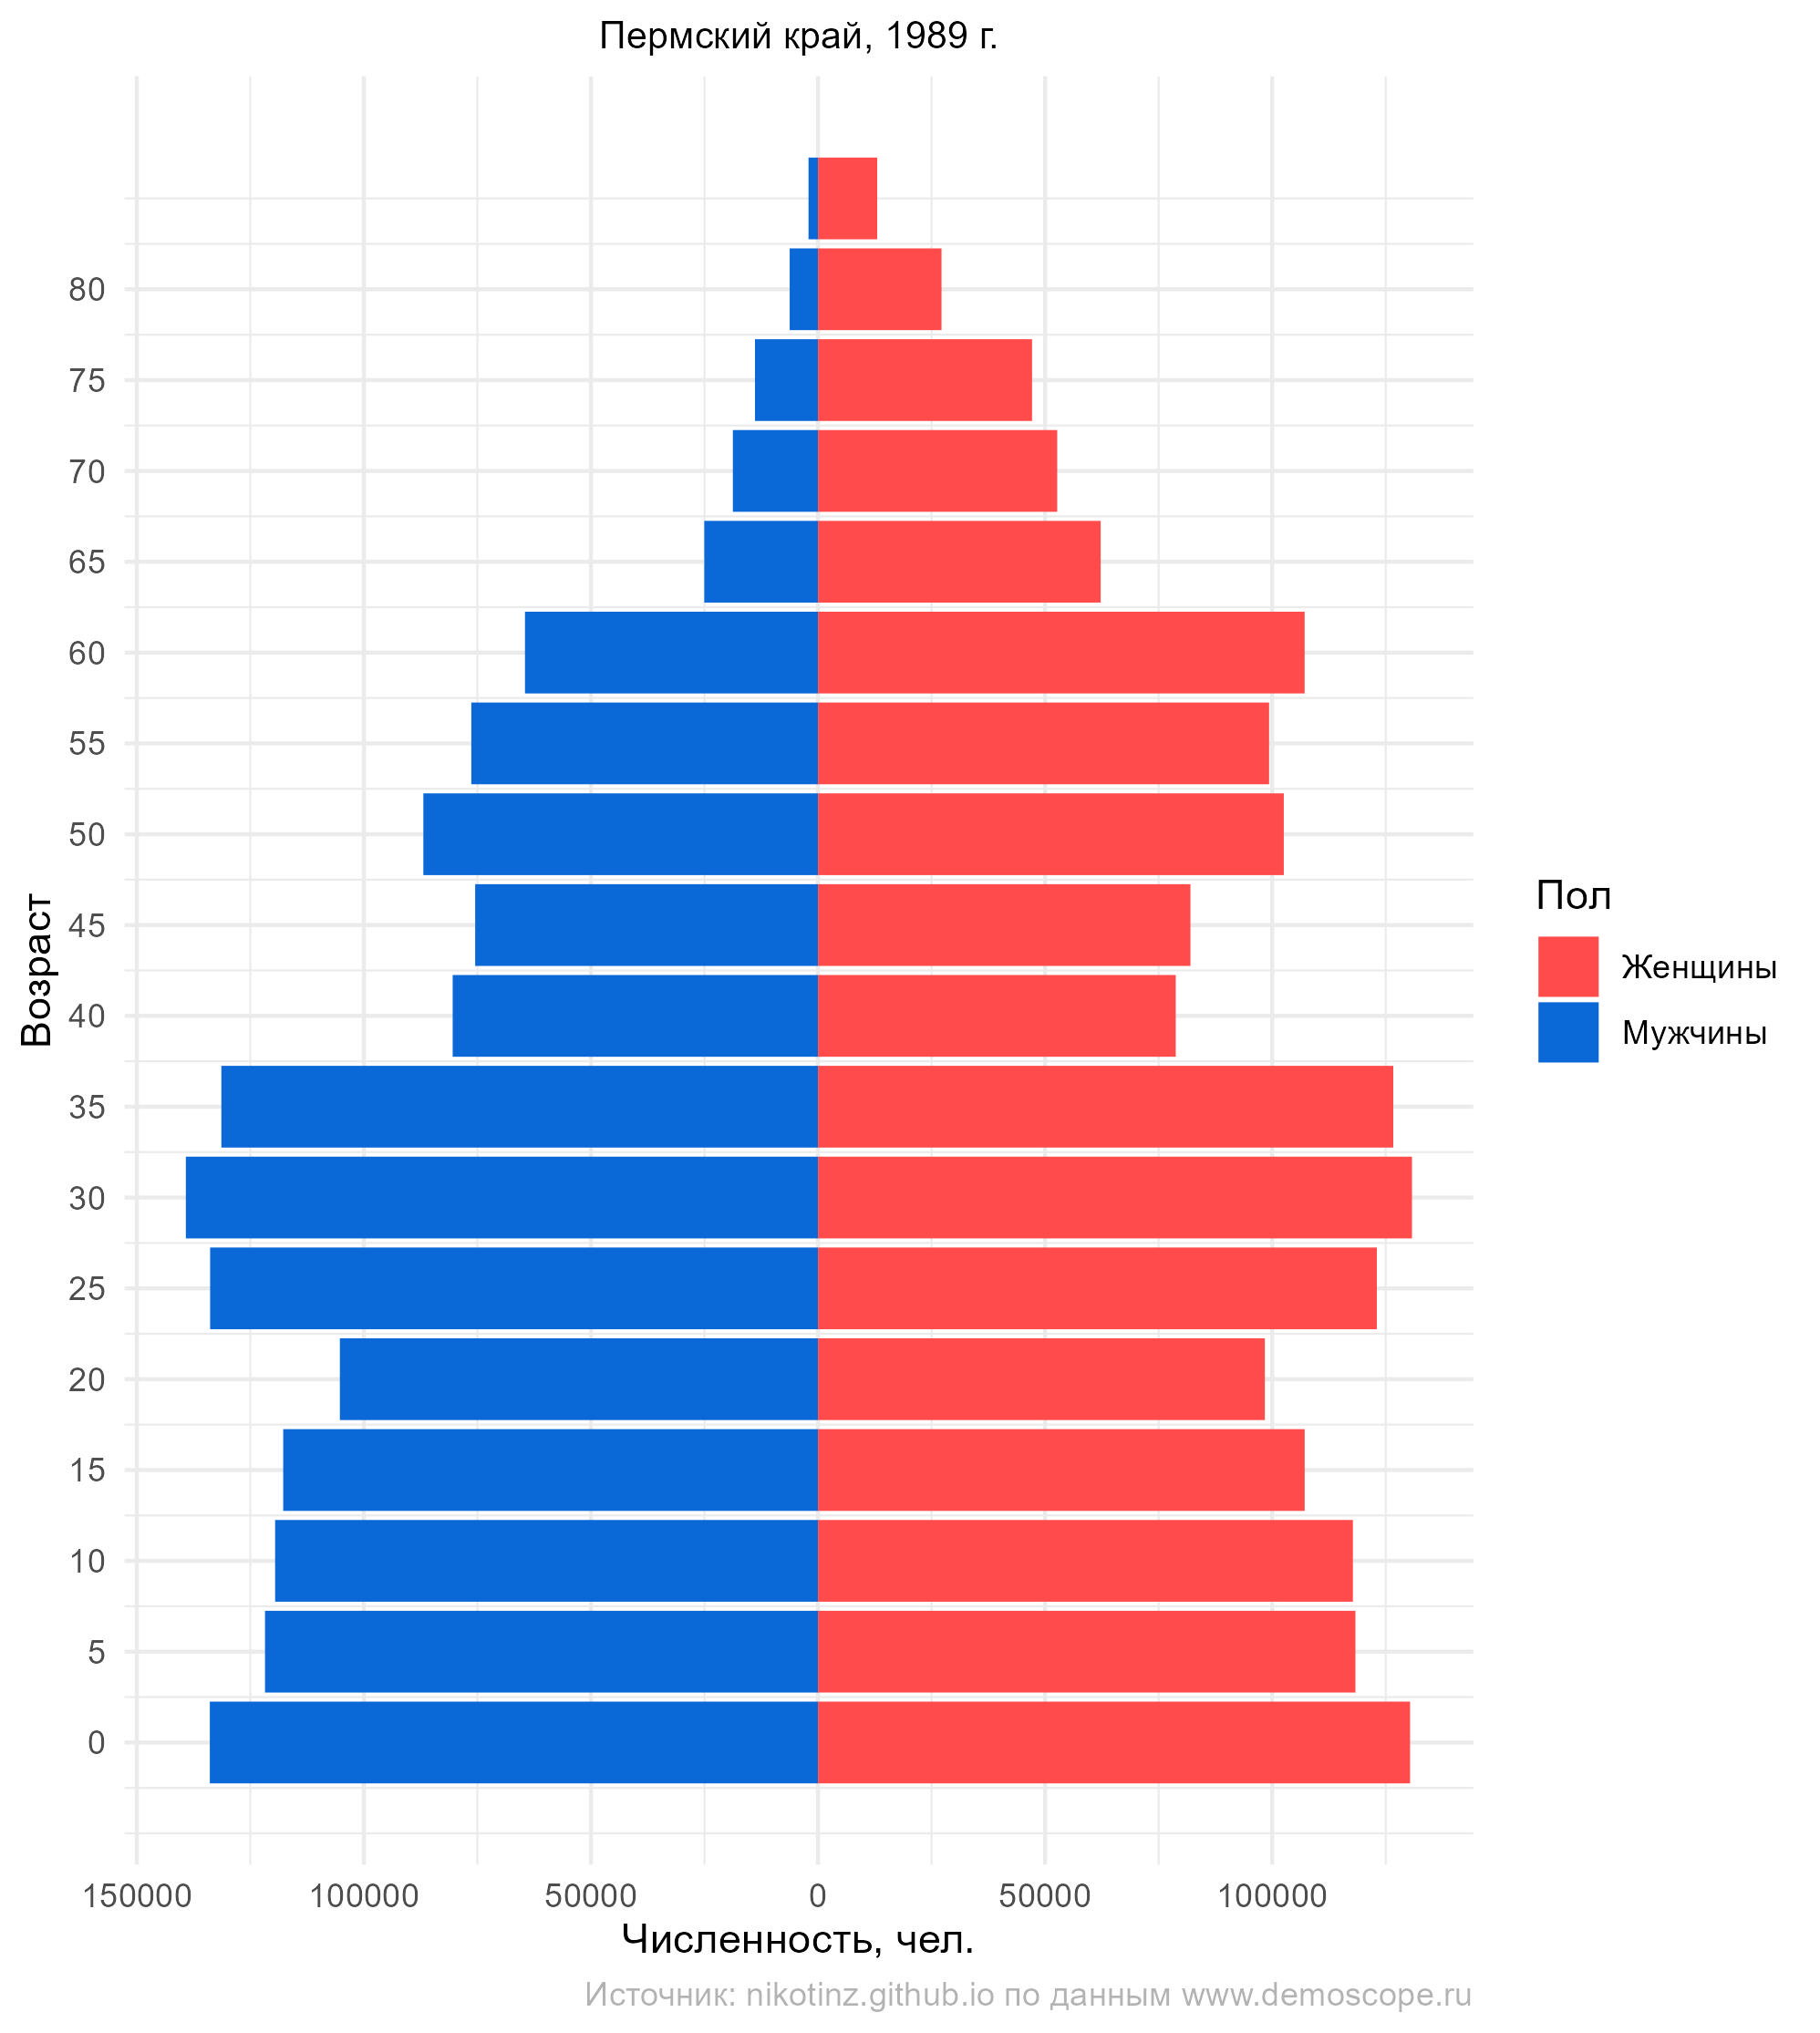 Пермский край, 1989 г.
80
75
70
65
60
55
50
45
40
35
30
25
20
15
10
5
0
Возраст
150000 100000 50000 0 50000 100000
Численность, чел.
Пол
Женщины
Мужчины
Источник: nikotinz.github.io по данным www.demoscope.ru